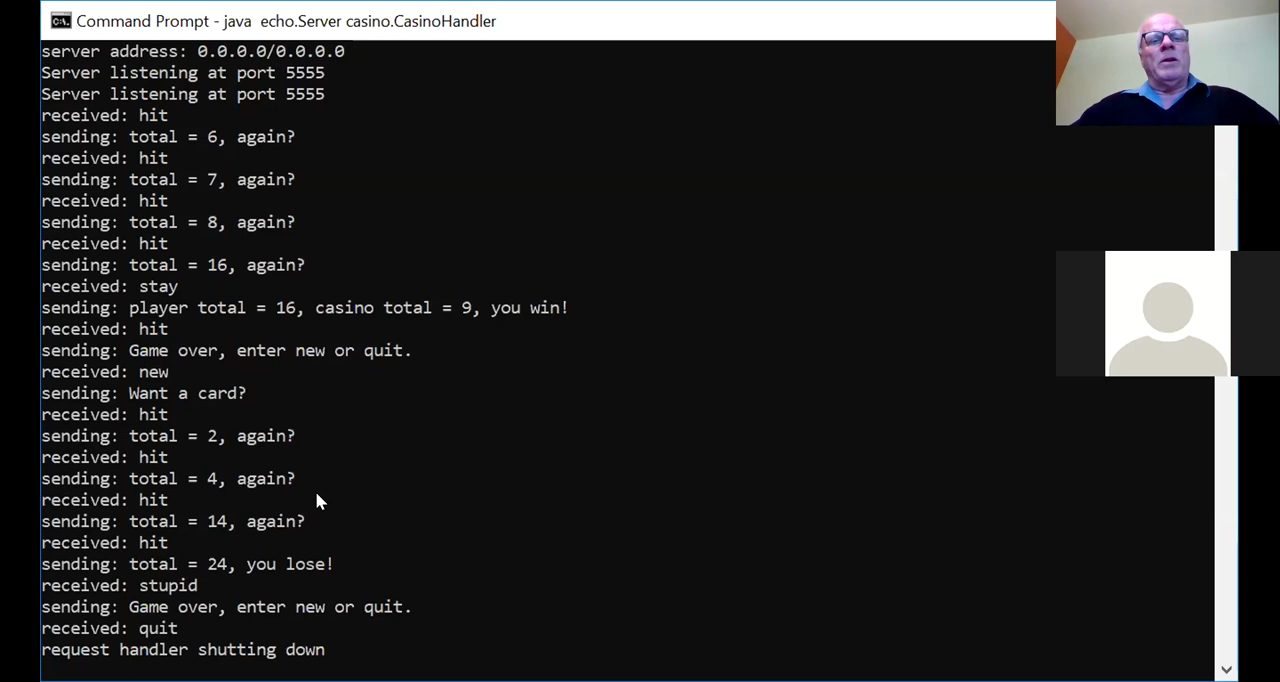 Command Prompt - java  echo.Server casino.CasinoHandler
server address: 0.0.0.0/0.0.0.0
Server listening at port 5555
Server listening at port 5555
received: hit
sending: total = 6, again?
received: hit
sending: total = 7, again?
received: hit
sending: total = 8, again?
received: hit
sending: total = 16, again?
received: stay
sending: player total = 16, casino total = 9, you win!
received: hit
sending: Game over, enter new or quit.
received: new
sending: Want a card?
received: hit
sending: total = 2, again?
received: hit
sending: total = 4, again?
received: hit
sending: total = 14, again?
received: hit
sending: total = 24, you lose!
received: stupid
sending: Game over, enter new or quit.
received: quit
request handler shutting down